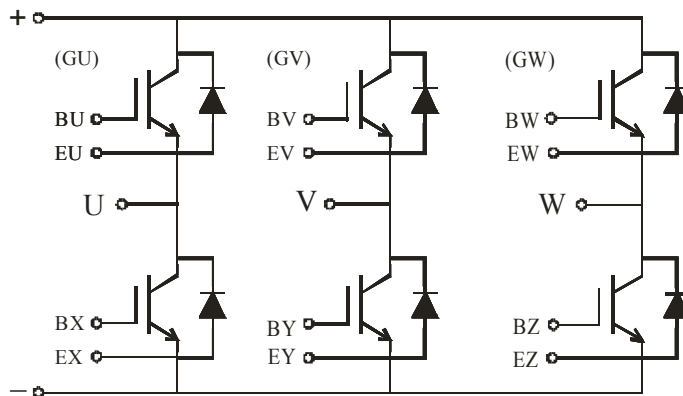 +
(GU) (GV) (GW)
BU BV BW
EU EV EW
U V W
BX BY BZ
EX EY EZ
−